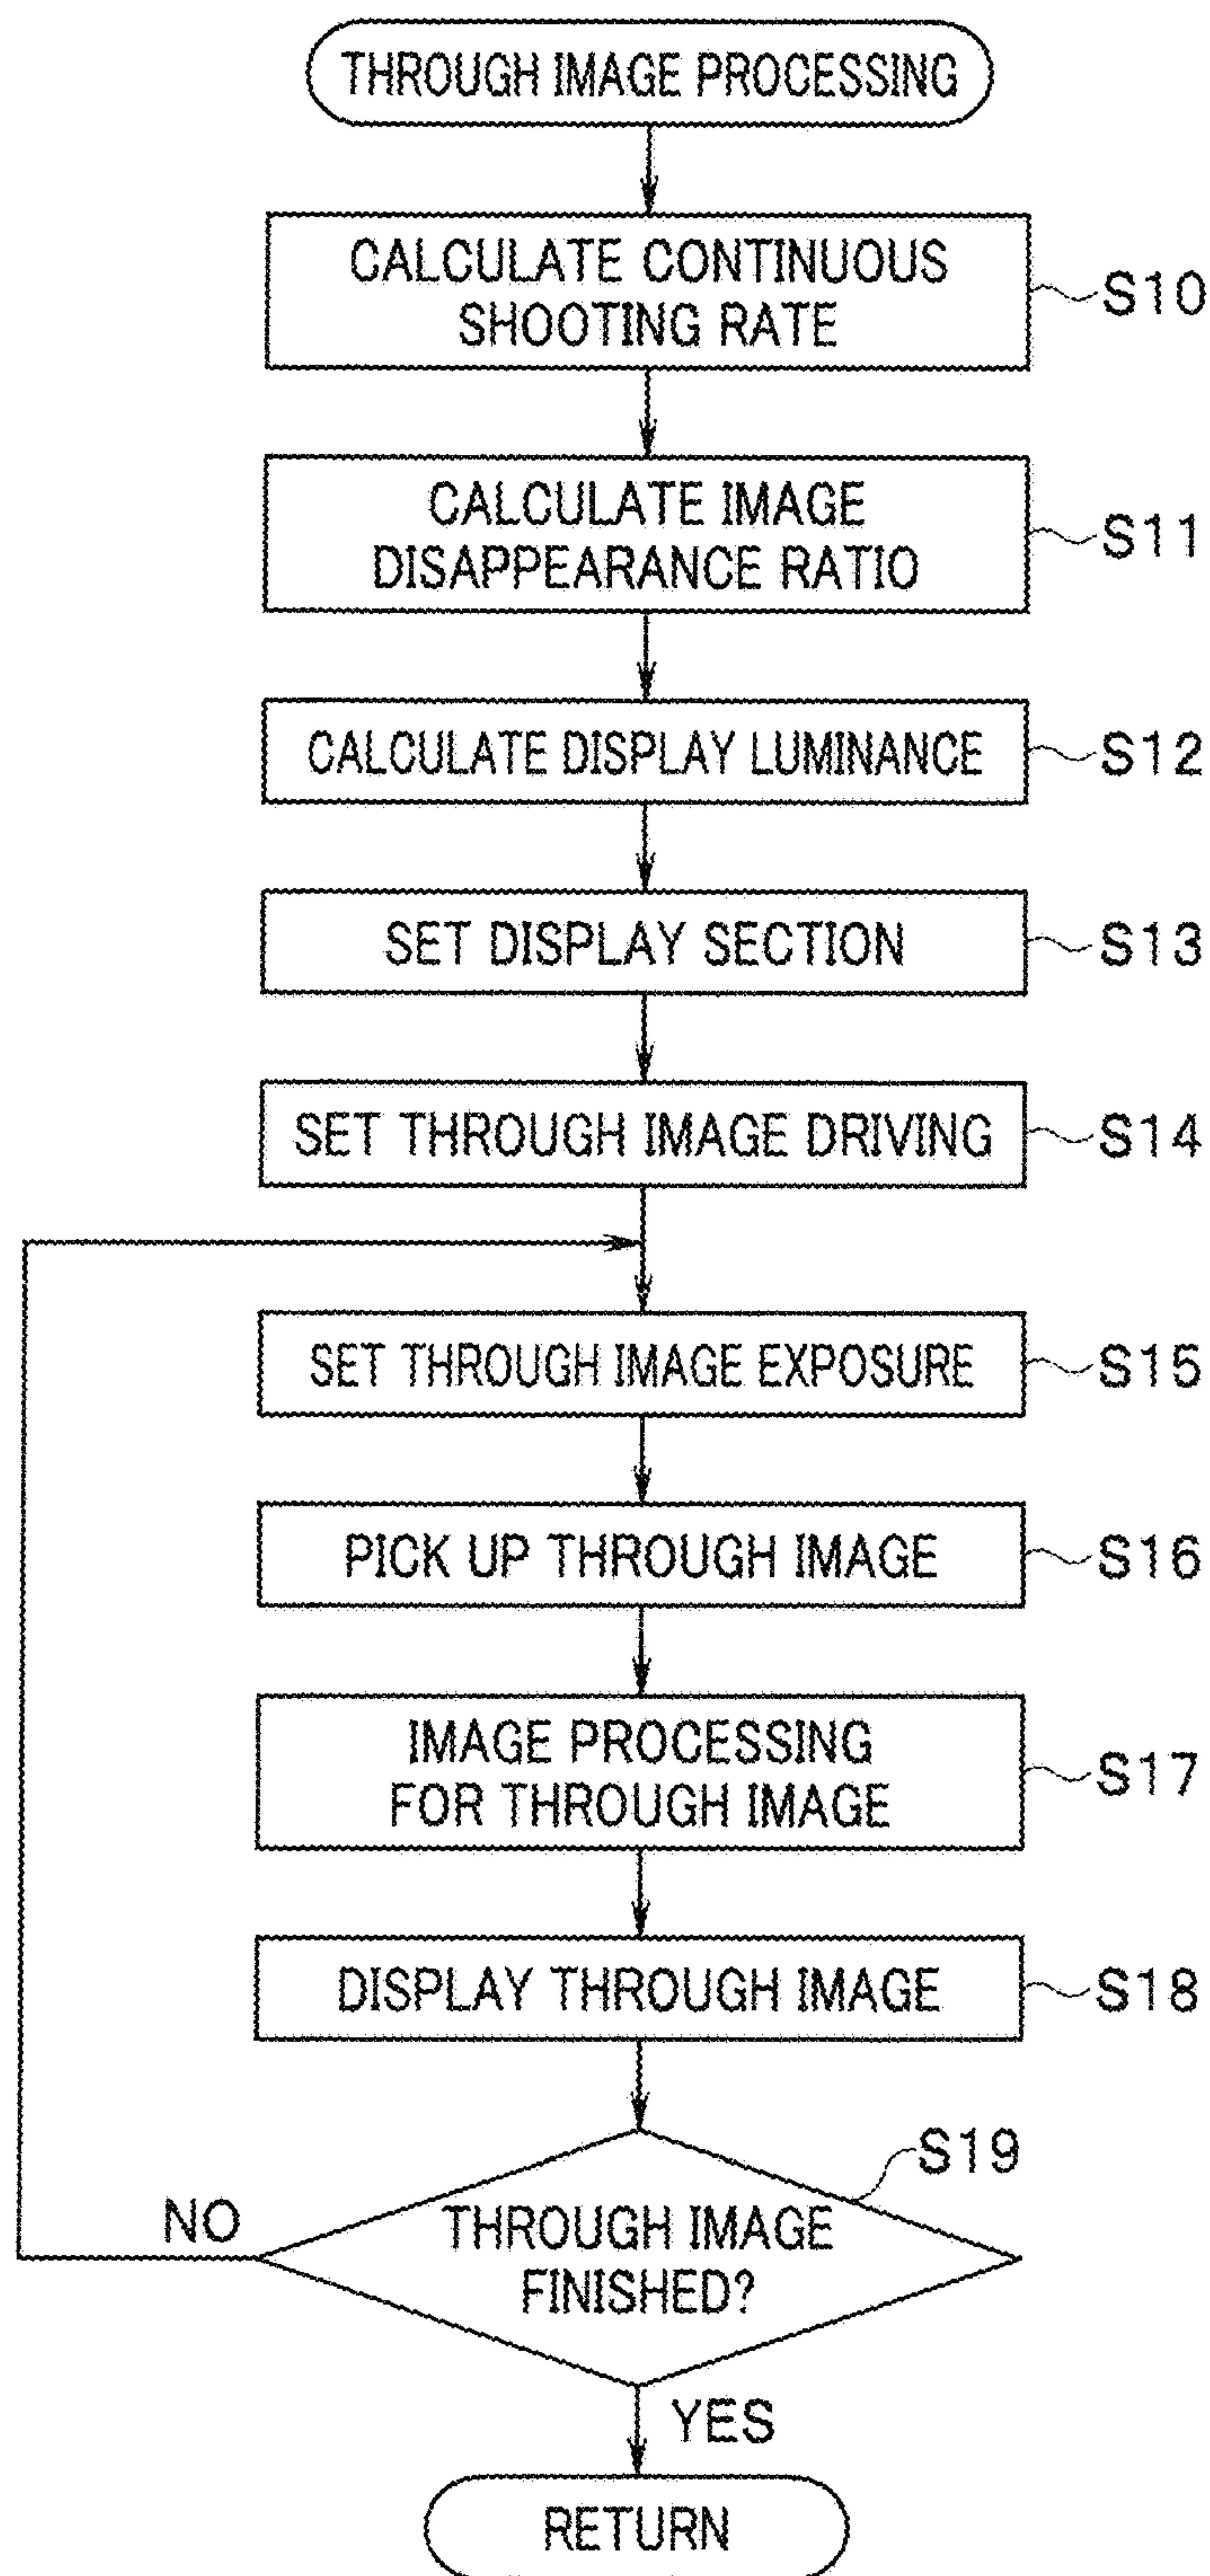 THROUGH IMAGE PROCESSING
CALCULATE CONTINUOUS
SHOOTING RATE
S10
CALCULATE IMAGE
DISAPPEARANCE RATIO
S11
CALCULATE DISPLAY LUMINANCE
S12
SET DISPLAY SECTION
S13
SET THROUGH IMAGE DRIVING
S14
SET THROUGH IMAGE EXPOSURE
S15
PICK UP THROUGH IMAGE
S16
IMAGE PROCESSING
FOR THROUGH IMAGE
S17
DISPLAY THROUGH IMAGE
S18
S19
NO
THROUGH IMAGE
FINISHED?
YES
RETURN